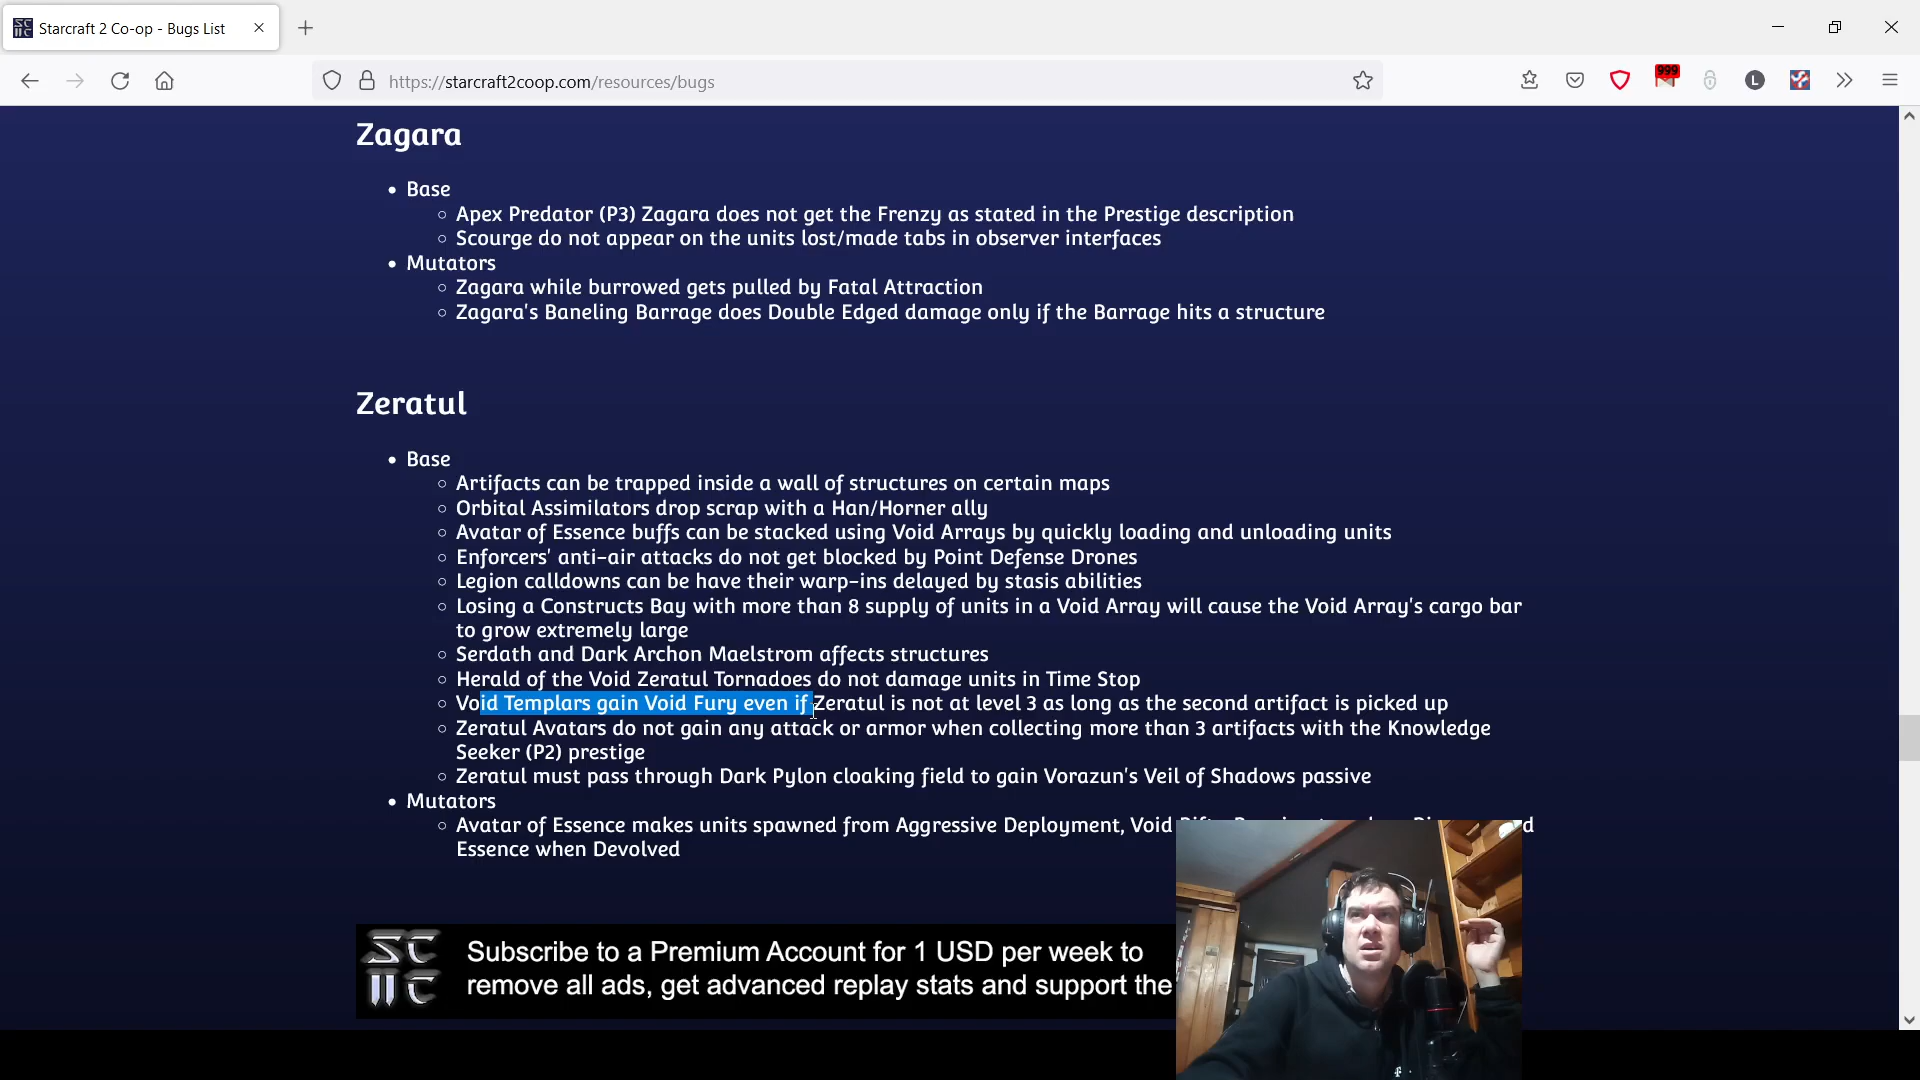 Starcraft 2 Co-op - Bugs List
999
https://starcraft2coop.com/resources/bugs
L
Zagara
Base
Apex Predator (P3) Zagara does not get the Frenzy as stated in the Prestige description
Scourge do not appear on the units lost/made tabs in observer interfaces
Mutators
Zagara while burrowed gets pulled by Fatal Attraction
Zagara's Baneling Barrage does Double Edged damage only if the Barrage hits a structure
Zeratul
Base
Artifacts can be trapped inside a wall of structures on certain maps
Orbital Assimilators drop scrap with a Han/Horner ally
Avatar of Essence buffs can be stacked using Void Arrays by quickly loading and unloading units
Enforcers' anti-air attacks do not get blocked by Point Defense Drones
Legion calldowns can be have their warp-ins delayed by stasis abilities
Losing a Constructs Bay with more than 8 supply of units in a Void Array will cause the Void Array's cargo bar
to grow extremely large
Serdath and Dark Archon Maelstrom affects structures
Herald of the Void Zeratul Tornadoes do not damage units in Time Stop
Void Templars gain Void Fury even if Zeratul is not at level 3 as long as the second artifact is picked up
Zeratul Avatars do not gain any attack or armor when collecting more than 3 artifacts with the Knowledge
Seeker (P2) prestige
Zeratul must pass through Dark Pylon cloaking field to gain Vorazun's Veil of Shadows passive
Mutators
Avatar of Essence makes units spawned from Aggressive Deployment, Void
Essence when Devolved
SC
IIC
Subscribe to a Premium Account for 1 USD per week to
remove all ads, get advanced replay stats and support the